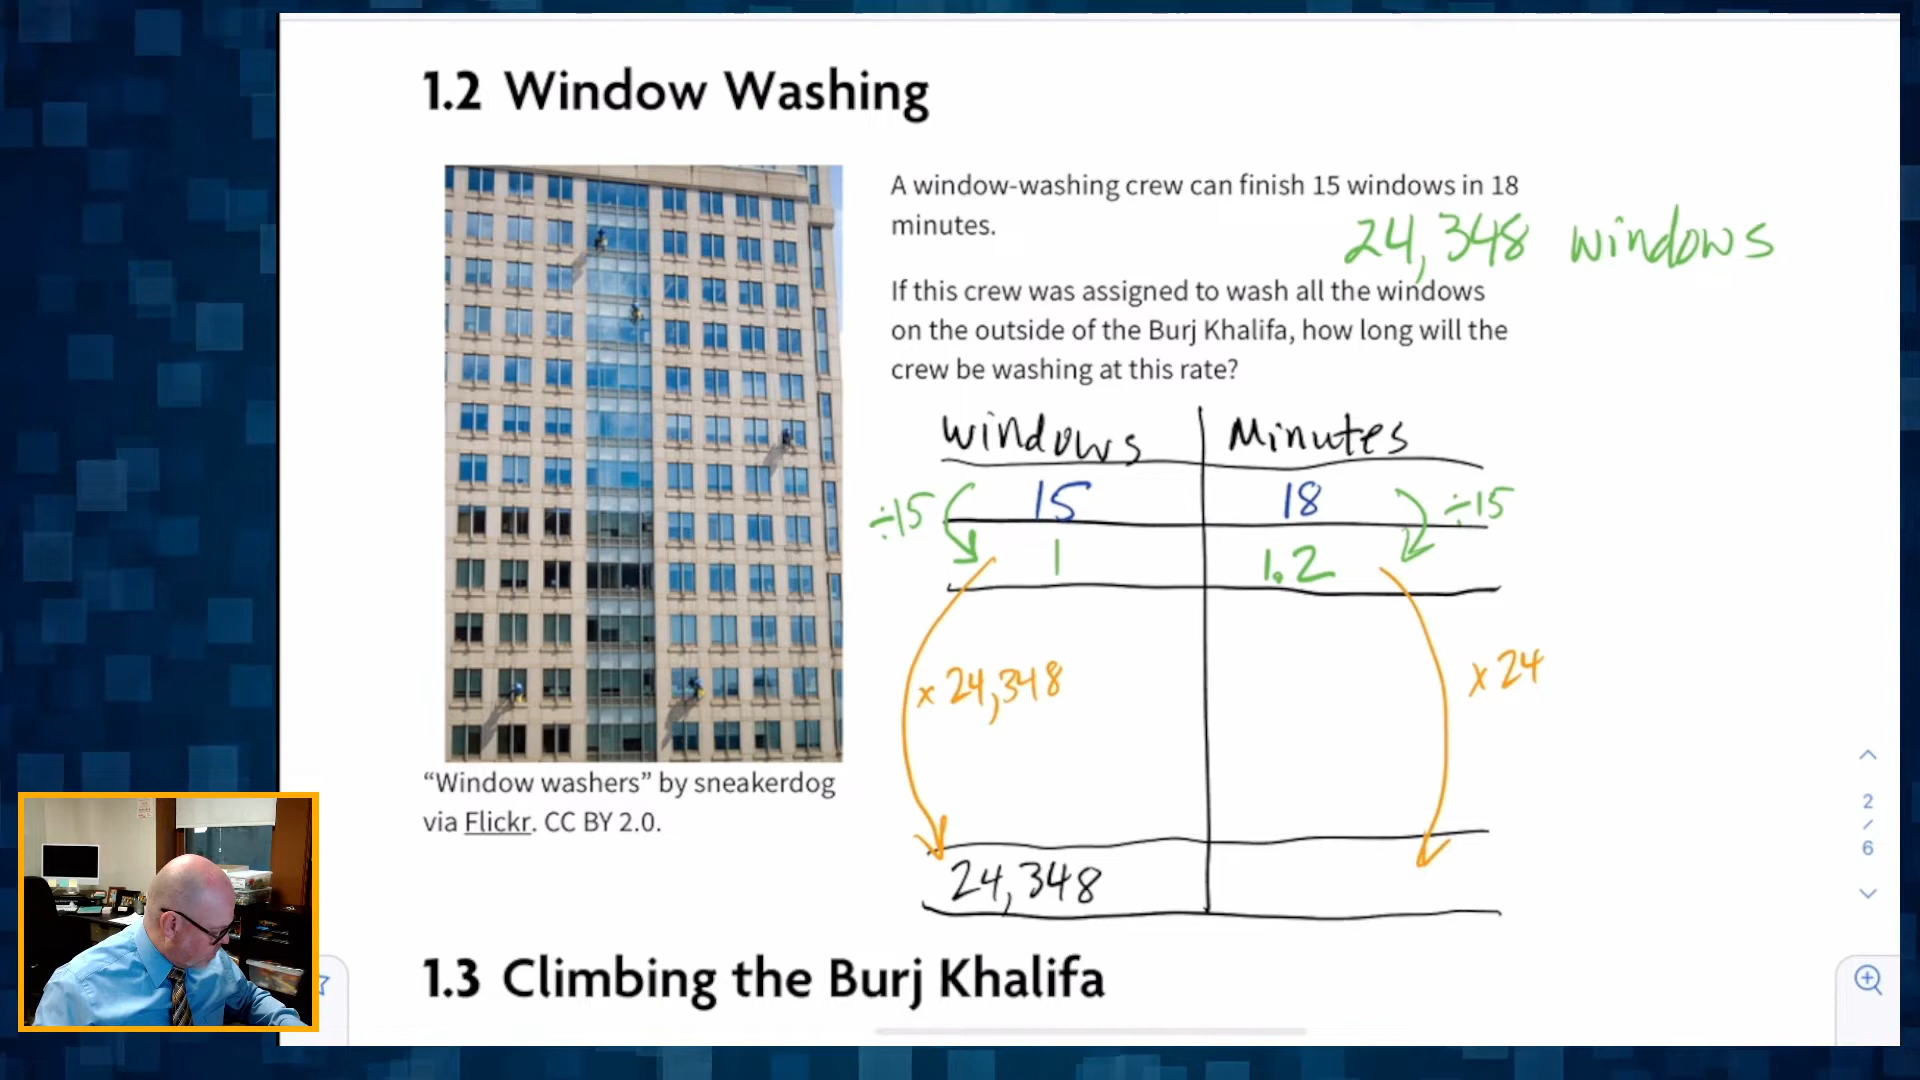 1.2 Window Washing
A window-washing crew can finish 15 windows in 18
minutes.
24,348 windows
If this crew was assigned to wash all the windows
on the outside of the Burj Khalifa, how long will the
crew be washing at this rate?
windows Minutes
÷15 15 18 ÷15
1 1.2
x 24,348 x 24
24,348
“Window washers” by sneakerdog
via Flickr. CC BY 2.0.
2
/
6
1.3 Climbing the Burj Khalifa